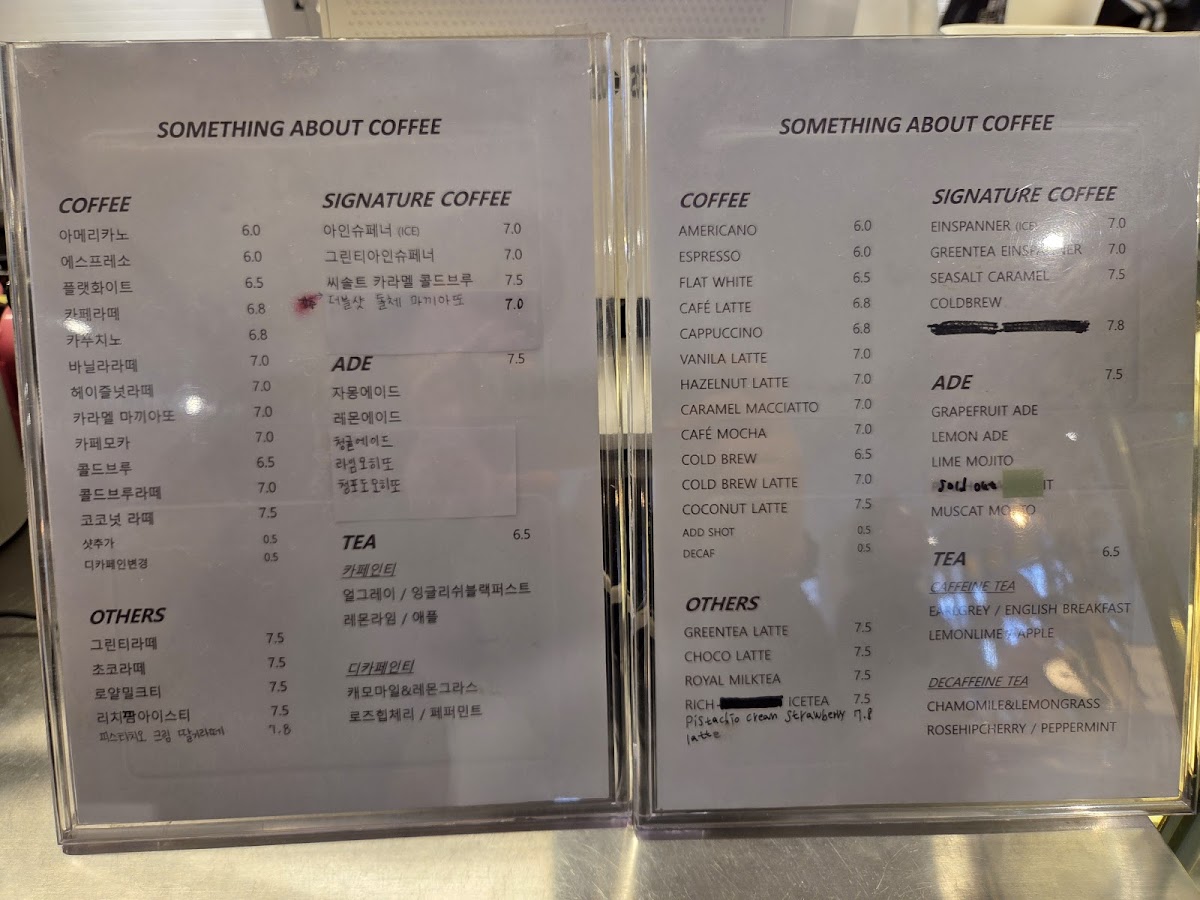 SOMETHING ABOUT COFFEE
COFFEE
아메리카노 6.0
에스프레소 6.0
플랫화이트 6.5
카페라떼 6.8
카푸치노 6.8
바닐라라떼 7.0
헤이즐넛라떼 7.0
카라멜 마끼아또 7.0
카페모카 7.0
콜드브루 6.5
콜드브루라떼 7.0
코코넛 라떼 7.5
샷추가 0.5
디카페인변경 0.5
OTHERS
그린티라떼 7.5
초코라떼 7.5
로얄밀크티 7.5
리치짬아이스티 7.5
피스타치오 크림 딸기라떼 7.8
SIGNATURE COFFEE
아인슈페너 (ICE) 7.0
그린티아인슈페너 7.0
씨솔트 카라멜 콜드브루 7.5
더블샷 돌체 마끼아또 7.0
ADE 7.5
자몽에이드
레몬에이드
청귤에이드
라임모히또
청포도모히또
TEA 6.5
카페인티
얼그레이 / 잉글리쉬블랙퍼스트
레몬라임 / 애플
디카페인티
캐모마일&레몬그라스
로즈힙체리 / 페퍼민트
SOMETHING ABOUT COFFEE
COFFEE
AMERICANO 6.0
ESPRESSO 6.0
FLAT WHITE 6.5
CAFÉ LATTE 6.8
CAPPUCCINO 6.8
VANILA LATTE 7.0
HAZELNUT LATTE 7.0
CARAMEL MACCIATTO 7.0
CAFÉ MOCHA 7.0
COLD BREW 6.5
COLD BREW LATTE 7.0
COCONUT LATTE 7.5
ADD SHOT 0.5
DECAF 0.5
OTHERS
GREENTEA LATTE 7.5
CHOCO LATTE 7.5
ROYAL MILKTEA 7.5
RICH ICETEA 7.5
Pistachio cream strawberry 7.8
latte
SIGNATURE COFFEE
EINSPANNER (ICE) 7.0
GREENTEA EINSPANNER 7.0
SEASALT CARAMEL 7.5
COLDBREW
7.8
ADE 7.5
GRAPEFRUIT ADE
LEMON ADE
LIME MOJITO
Sold out
MUSCAT MOJITO
TEA 6.5
CAFFEINE TEA
EARLGREY / ENGLISH BREAKFAST
LEMONLIME / APPLE
DECAFFEINE TEA
CHAMOMILE&LEMONGRASS
ROSEHIPCHERRY / PEPPERMINT